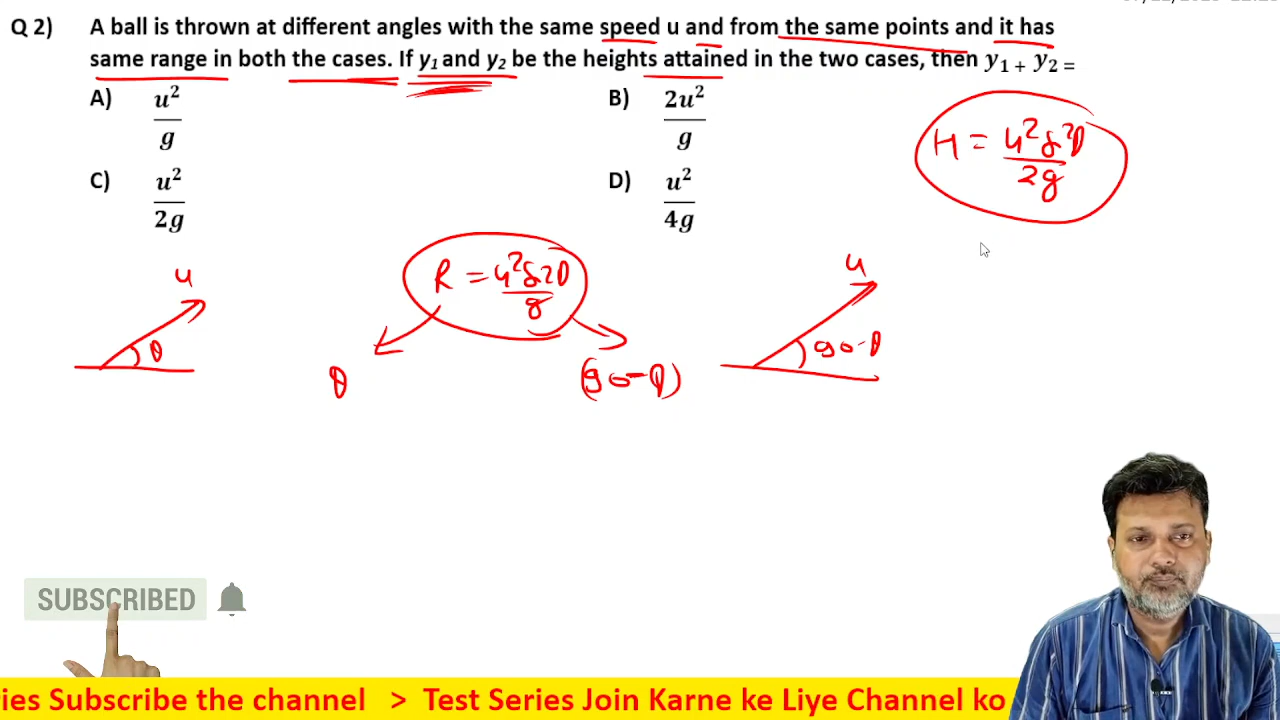 Q 2) A ball is thrown at different angles with the same speed u and from the same points and it has
same range in both the cases. If y₁ and y₂ be the heights attained in the two cases, then y₁ + y₂ =
A) u²/g B) 2u²/g
C) u²/2g D) u²/4g
H = u²s²θ/2g
u θ
R = u²s2θ/g
θ (90-θ)
u 90-θ
SUBSCRIBED
ries Subscribe the channel > Test Series Join Karne ke Liye Channel ko